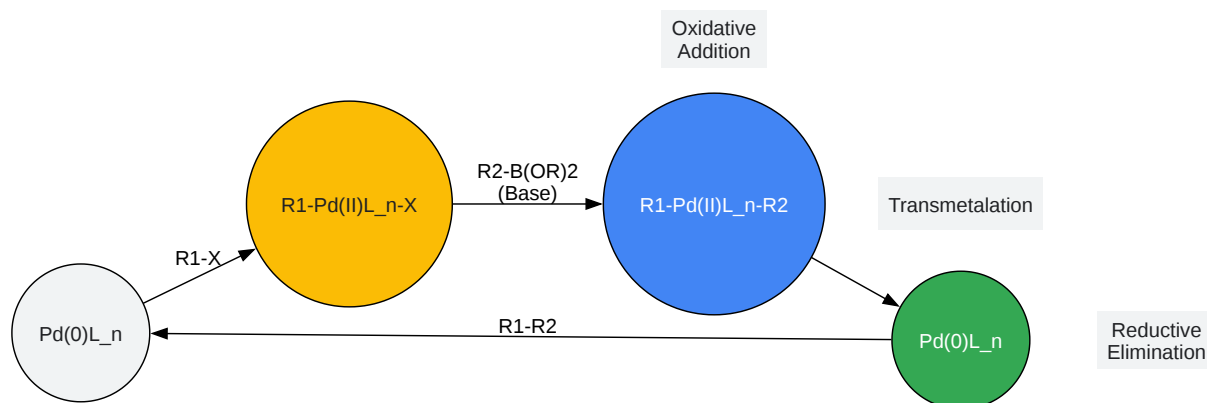 Oxidative
Addition
R2-B(OR)2
(Base)
R1-Pd(II)L_n-X
R1-Pd(II)L_n-R2
Transmetalation
R1-X
R1-R2
Pd(0)L_n
Pd(0)L_n
Reductive
Elimination